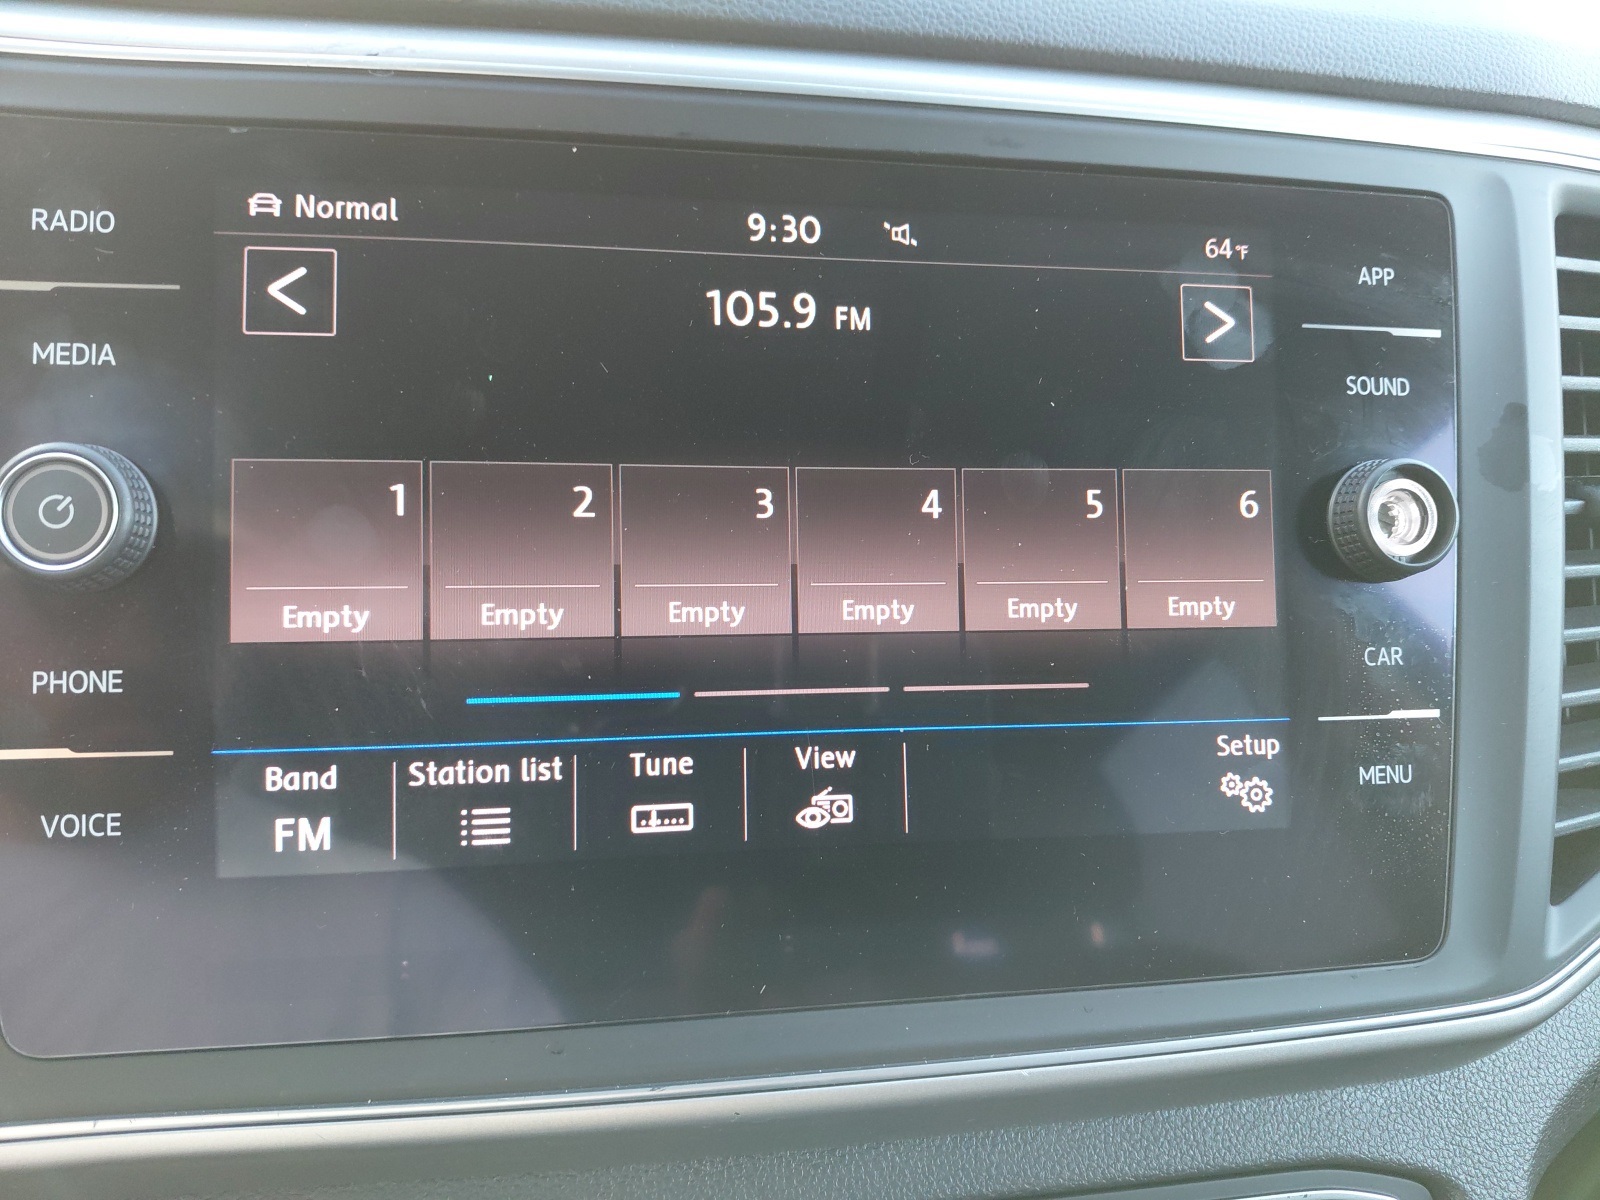 RADIO
MEDIA
PHONE
VOICE
Normal
9:30
64°F
105.9 FM
1
2
3
4
5
6
Empty
Empty
Empty
Empty
Empty
Empty
Band
FM
Station list
Tune
View
Setup
APP
SOUND
CAR
MENU